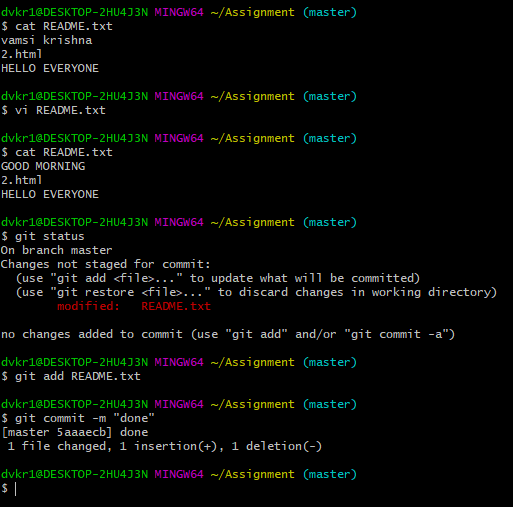 dvkr1@DESKTOP-2HU4J3N MINGW64 ~/Assignment (master)
$ cat README.txt
vamsi krishna
2.html
HELLO EVERYONE
dvkr1@DESKTOP-2HU4J3N MINGW64 ~/Assignment (master)
$ vi README.txt
dvkr1@DESKTOP-2HU4J3N MINGW64 ~/Assignment (master)
$ cat README.txt
GOOD MORNING
2.html
HELLO EVERYONE
dvkr1@DESKTOP-2HU4J3N MINGW64 ~/Assignment (master)
$ git status
On branch master
Changes not staged for commit:
  (use "git add <file>..." to update what will be committed)
  (use "git restore <file>..." to discard changes in working directory)
        modified:   README.txt
no changes added to commit (use "git add" and/or "git commit -a")
dvkr1@DESKTOP-2HU4J3N MINGW64 ~/Assignment (master)
$ git add README.txt
dvkr1@DESKTOP-2HU4J3N MINGW64 ~/Assignment (master)
$ git commit -m "done"
[master 5aaaecb] done
 1 file changed, 1 insertion(+), 1 deletion(-)
dvkr1@DESKTOP-2HU4J3N MINGW64 ~/Assignment (master)
$